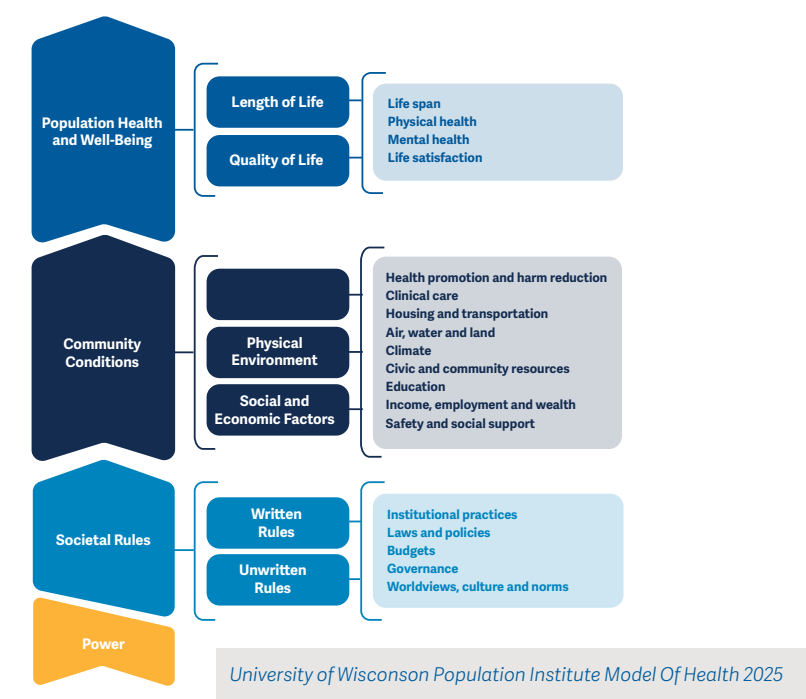 Population Health
and Well-Being
Length of Life
Quality of Life
Life span
Physical health
Mental health
Life satisfaction
Community
Conditions
Physical
Environment
Social and
Economic Factors
Health promotion and harm reduction
Clinical care
Housing and transportation
Air, water and land
Climate
Civic and community resources
Education
Income, employment and wealth
Safety and social support
Societal Rules
Written
Rules
Unwritten
Rules
Institutional practices
Laws and policies
Budgets
Governance
Worldviews, culture and norms
Power
University of Wisconson Population Institute Model Of Health 2025